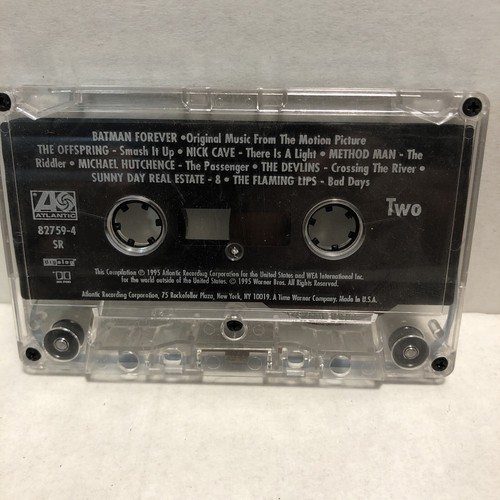 BATMAN FOREVER •Original Music From The Motion Picture
THE OFFSPRING - Smash It Up • NICK CAVE - There Is A Light • METHOD MAN - The
Riddler • MICHAEL HUTCHENCE - The Passenger • THE DEVLINS - Crossing The River •
SUNNY DAY REAL ESTATE - 8 • THE FLAMING LIPS - Bad Days
ATLANTIC
82759-4
SR
Two
This Compilation ℗ 1995 Atlantic Recording Corporation for the United States and WEA International Inc.
for the world outside of the United States. © 1995 Warner Bros. All Rights Reserved.
Atlantic Recording Corporation, 75 Rockefeller Plaza, New York, NY 10019. A Time Warner Company. Made In U.S.A.